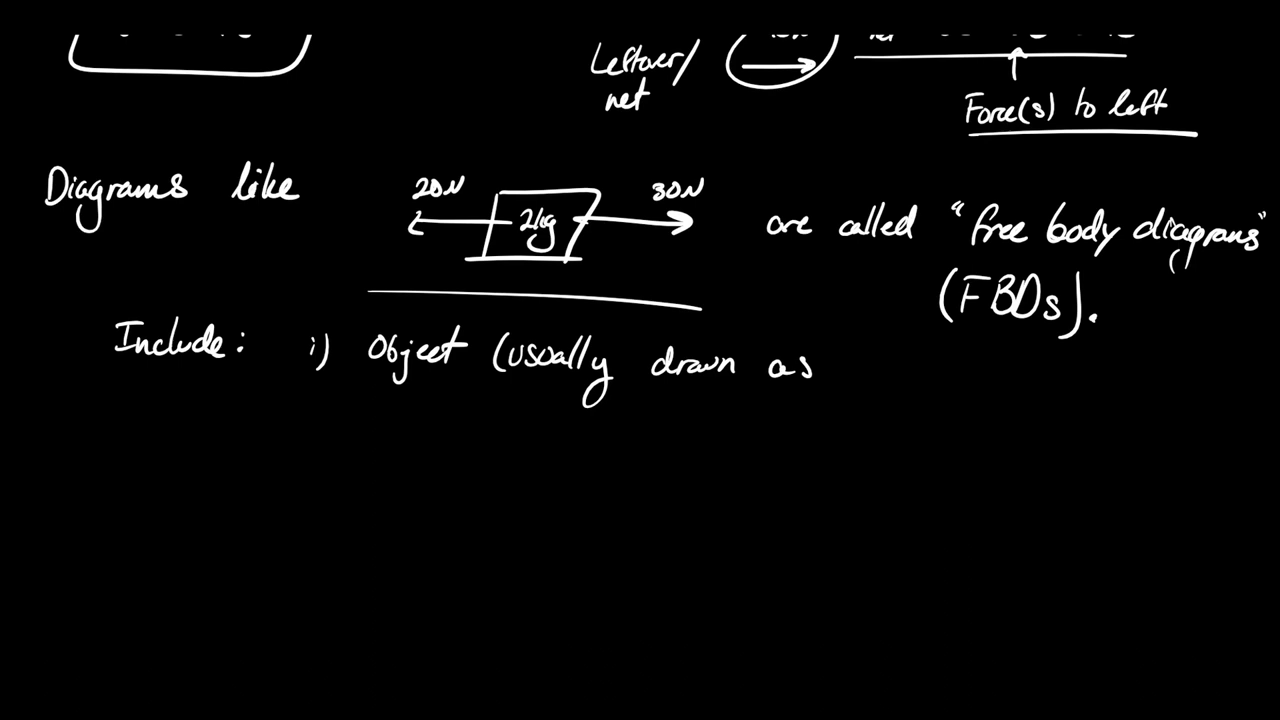 Leftover/
net
Force(s) to left
Diagrams like
20N 2kg 30N
are called "free body diagrams"
(FBDs).
Include: i) Object (usually drawn as